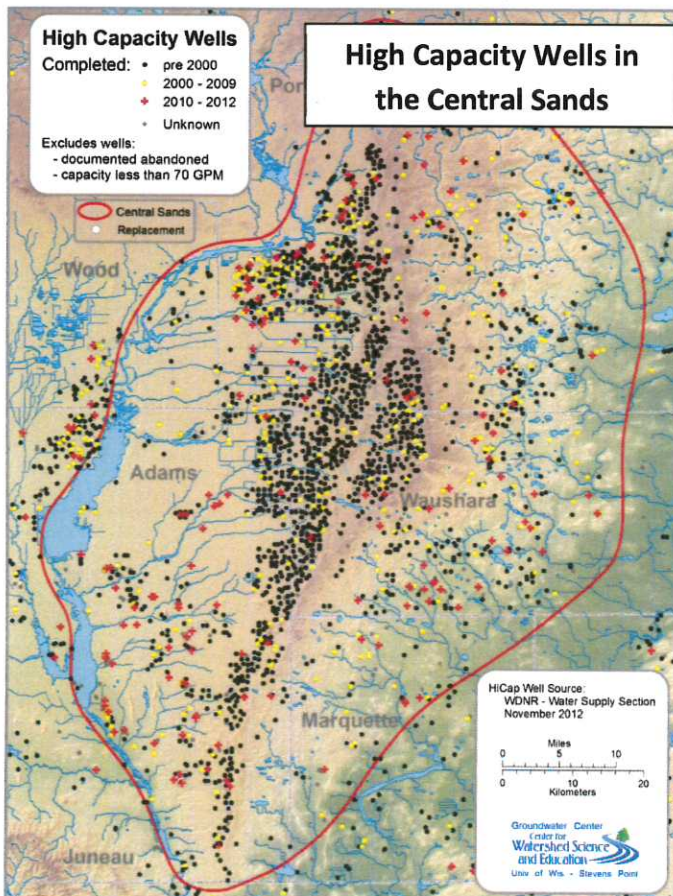 High Capacity Wells
Completed: • pre 2000
2000 - 2009
2010 - 2012
Unknown
Excludes wells:
- documented abandoned
- capacity less than 70 GPM
High Capacity Wells in
the Central Sands
Central Sands
Replacement
Por
Wood
Adams
Waushara
Marquette
Juneau
HiCap Well Source:
WDNR - Water Supply Section
November 2012
Miles
0 5 10
0 10 20
Kilometers
Groundwater Center
Center for
Watershed Science
and Education
Univ of Wis - Stevens Point